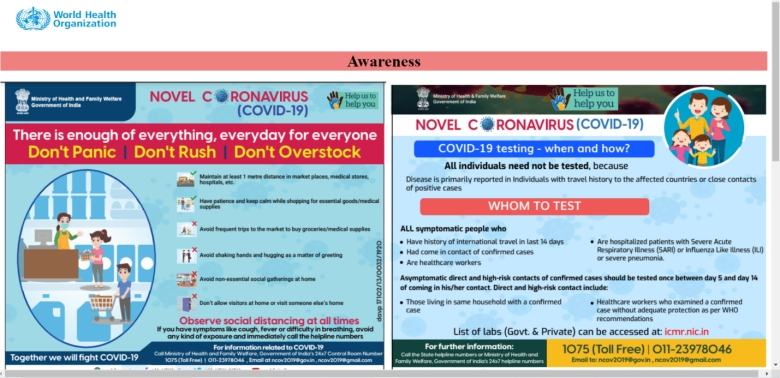 World Health
Organization
Awareness
Ministry of Health and Family Welfare
Government of India
NOVEL CORONAVIRUS
(COVID-19)
Help us to
help you
There is enough of everything, everyday for everyone
Don't Panic | Don't Rush | Don't Overstock
Maintain at least 1 metre distance in market places, medical stores,
hospitals, etc.
Have patience and keep calm while shopping for essential goods/medical
supplies
Avoid frequent trips to the market to buy groceries/medical supplies
Avoid shaking hands and hugging as a matter of greeting
Avoid non-essential social gatherings at home
Don't allow visitors at home or visit someone else's home
davp 17102/13/0032/1920
Observe social distancing at all times
If you have symptoms like cough, fever or difficulty in breathing, avoid
any kind of exposure and immediately call the helpline numbers
Together we will fight COVID-19
For information related to COVID-19
Call Ministry of Health and Family Welfare, Government of India's 24x7 Control Room Number
1075 (Toll Free) | 011-23978046 , Email at ncov2019@gov.in , ncov2019@gmail.com
Ministry of Health & Family Welfare
Government of India
Help us to
help you
NOVEL CORONAVIRUS (COVID-19)
COVID-19 testing - when and how?
All individuals need not be tested, because
Disease is primarily reported in Individuals with travel history to the affected countries or close contacts
of positive cases
WHOM TO TEST
ALL symptomatic people who
• Have history of international travel in last 14 days
• Had come in contact of confirmed cases
• Are healthcare workers
• Are hospitalized patients with Severe Acute
Respiratory Illness (SARI) or Influenza Like Illness (ILI)
or severe pneumonia.
Asymptomatic direct and high-risk contacts of confirmed cases should be tested once between day 5 and day 14
of coming in his/her contact. Direct and high-risk contact include:
• Those living in same household with a confirmed
case
• Healthcare workers who examined a confirmed
case without adequate protection as per WHO
recommendations
List of labs (Govt. & Private) can be accessed at: icmr.nic.in
For further information:
Call the State helpline numbers or Ministry of Health and
Family Welfare, Government of India's 24x7 helpline numbers
1075 (Toll Free) | 011-23978046
Email to: ncov2019@gov.in , ncov2019@gmail.com